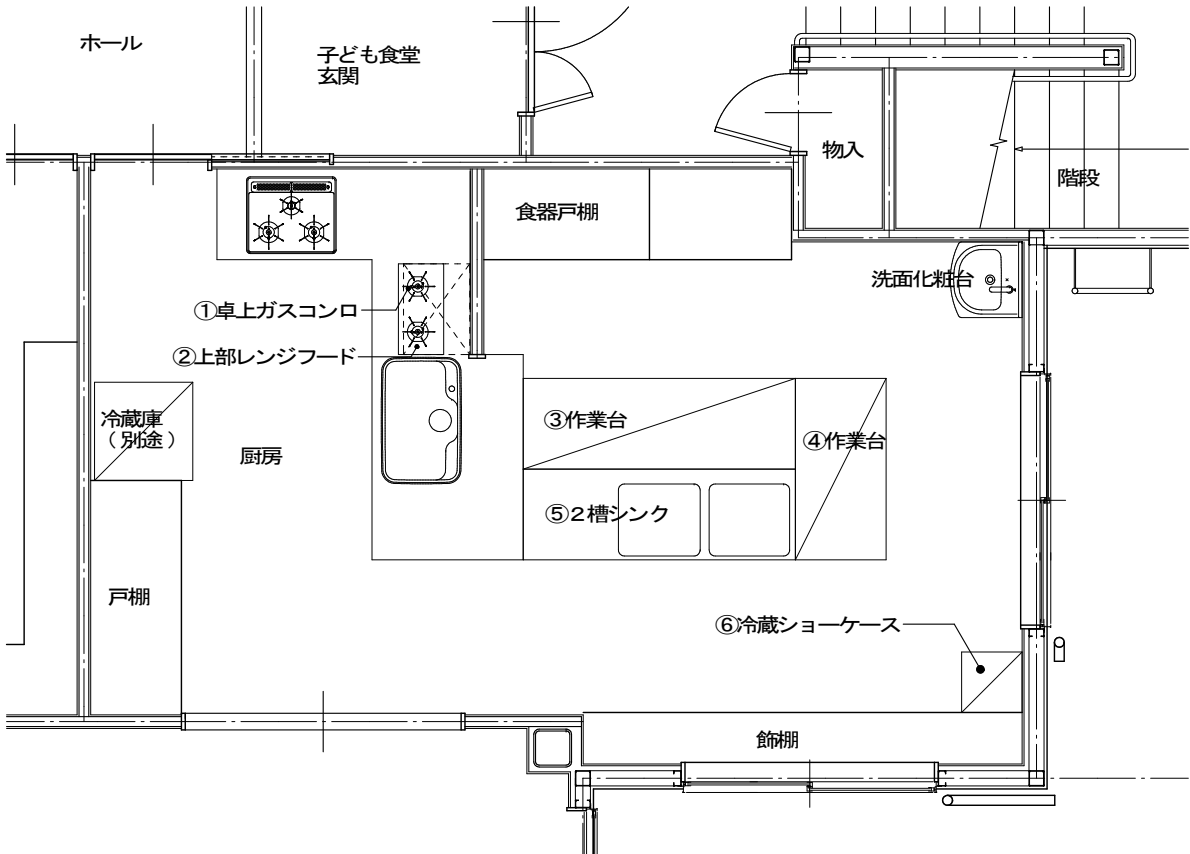 ホール
子ども食堂
玄関
物入
階段
食器戸棚
洗面化粧台
①卓上ガスコンロ
②上部レンジフード
冷蔵庫
（別途）
厨房
③作業台
④作業台
⑤２槽シンク
戸棚
⑥冷蔵ショーケース
飾棚